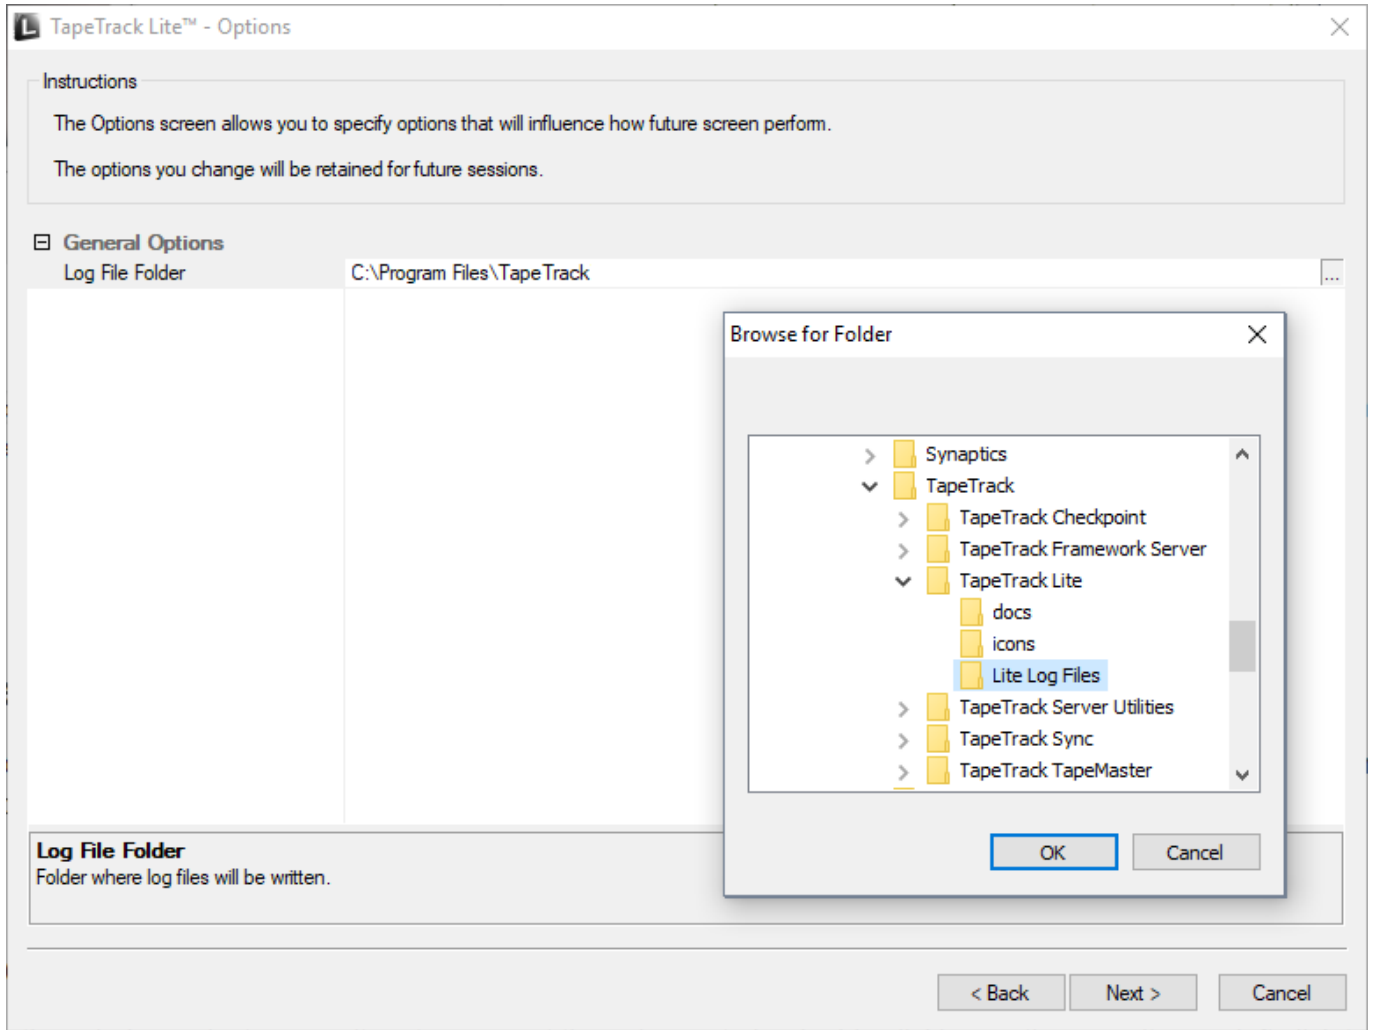 TapeTrack Lite™ - Options
Instructions
The Options screen allows you to specify options that will influence how future screen perform.
The options you change will be retained for future sessions.
General Options
Log File Folder C:\Program Files\TapeTrack ...
Browse for Folder
Synaptics
TapeTrack
TapeTrack Checkpoint
TapeTrack Framework Server
TapeTrack Lite
docs
icons
Lite Log Files
TapeTrack Server Utilities
TapeTrack Sync
TapeTrack TapeMaster
OK Cancel
Log File Folder
Folder where log files will be written.
< Back Next > Cancel